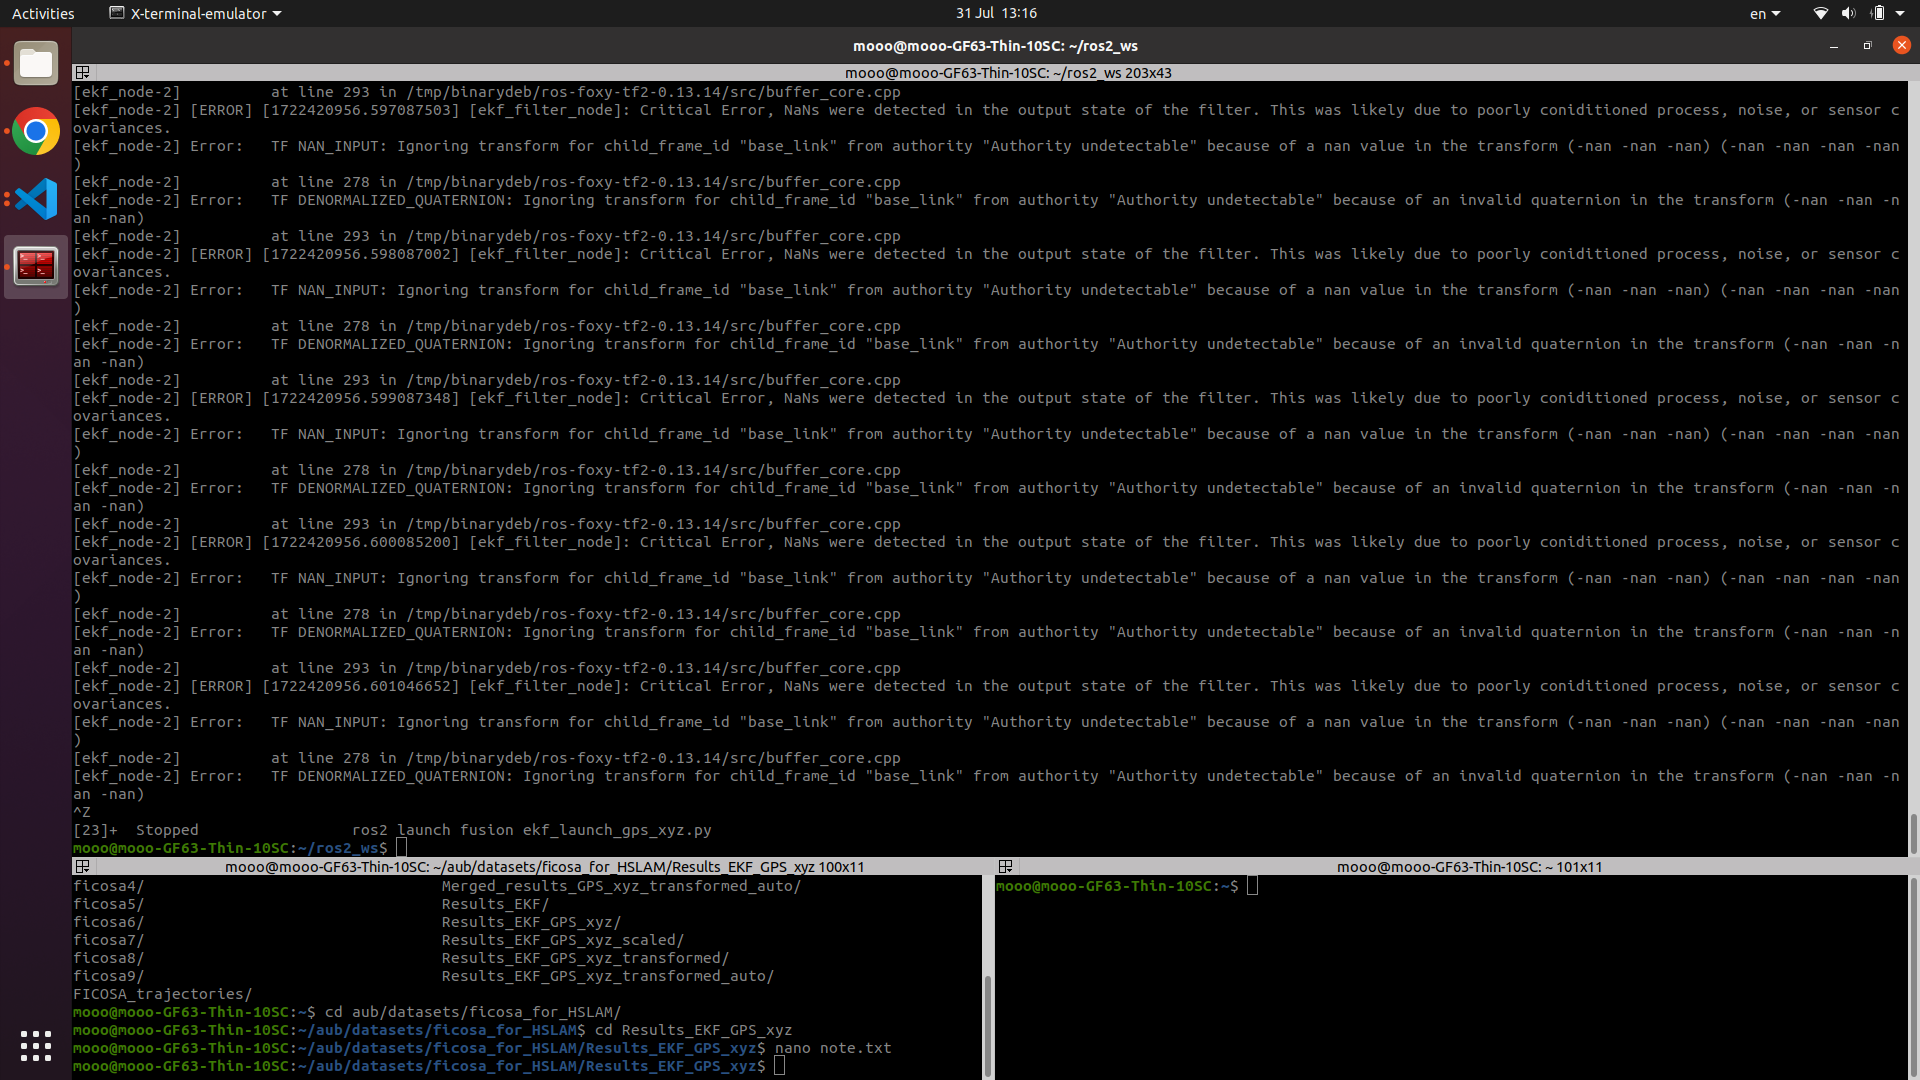 Activities
X-terminal-emulator
31 Jul 13:16
en
mooo@mooo-GF63-Thin-10SC: ~/ros2_ws
mooo@mooo-GF63-Thin-10SC: ~/ros2_ws 203x43
[ekf_node-2]          at line 293 in /tmp/binarydeb/ros-foxy-tf2-0.13.14/src/buffer_core.cpp
[ekf_node-2] [ERROR] [1722420956.597087503] [ekf_filter_node]: Critical Error, NaNs were detected in the output state of the filter. This was likely due to poorly coniditioned process, noise, or sensor c
ovariances.
[ekf_node-2] Error:   TF NAN_INPUT: Ignoring transform for child_frame_id "base_link" from authority "Authority undetectable" because of a nan value in the transform (-nan -nan -nan) (-nan -nan -nan -nan
)
[ekf_node-2]          at line 278 in /tmp/binarydeb/ros-foxy-tf2-0.13.14/src/buffer_core.cpp
[ekf_node-2] Error:   TF DENORMALIZED_QUATERNION: Ignoring transform for child_frame_id "base_link" from authority "Authority undetectable" because of an invalid quaternion in the transform (-nan -nan -n
an -nan)
[ekf_node-2]          at line 293 in /tmp/binarydeb/ros-foxy-tf2-0.13.14/src/buffer_core.cpp
[ekf_node-2] [ERROR] [1722420956.598087002] [ekf_filter_node]: Critical Error, NaNs were detected in the output state of the filter. This was likely due to poorly coniditioned process, noise, or sensor c
ovariances.
[ekf_node-2] Error:   TF NAN_INPUT: Ignoring transform for child_frame_id "base_link" from authority "Authority undetectable" because of a nan value in the transform (-nan -nan -nan) (-nan -nan -nan -nan
)
[ekf_node-2]          at line 278 in /tmp/binarydeb/ros-foxy-tf2-0.13.14/src/buffer_core.cpp
[ekf_node-2] Error:   TF DENORMALIZED_QUATERNION: Ignoring transform for child_frame_id "base_link" from authority "Authority undetectable" because of an invalid quaternion in the transform (-nan -nan -n
an -nan)
[ekf_node-2]          at line 293 in /tmp/binarydeb/ros-foxy-tf2-0.13.14/src/buffer_core.cpp
[ekf_node-2] [ERROR] [1722420956.599087348] [ekf_filter_node]: Critical Error, NaNs were detected in the output state of the filter. This was likely due to poorly coniditioned process, noise, or sensor c
ovariances.
[ekf_node-2] Error:   TF NAN_INPUT: Ignoring transform for child_frame_id "base_link" from authority "Authority undetectable" because of a nan value in the transform (-nan -nan -nan) (-nan -nan -nan -nan
)
[ekf_node-2]          at line 278 in /tmp/binarydeb/ros-foxy-tf2-0.13.14/src/buffer_core.cpp
[ekf_node-2] Error:   TF DENORMALIZED_QUATERNION: Ignoring transform for child_frame_id "base_link" from authority "Authority undetectable" because of an invalid quaternion in the transform (-nan -nan -n
an -nan)
[ekf_node-2]          at line 293 in /tmp/binarydeb/ros-foxy-tf2-0.13.14/src/buffer_core.cpp
[ekf_node-2] [ERROR] [1722420956.600085200] [ekf_filter_node]: Critical Error, NaNs were detected in the output state of the filter. This was likely due to poorly coniditioned process, noise, or sensor c
ovariances.
[ekf_node-2] Error:   TF NAN_INPUT: Ignoring transform for child_frame_id "base_link" from authority "Authority undetectable" because of a nan value in the transform (-nan -nan -nan) (-nan -nan -nan -nan
)
[ekf_node-2]          at line 278 in /tmp/binarydeb/ros-foxy-tf2-0.13.14/src/buffer_core.cpp
[ekf_node-2] Error:   TF DENORMALIZED_QUATERNION: Ignoring transform for child_frame_id "base_link" from authority "Authority undetectable" because of an invalid quaternion in the transform (-nan -nan -n
an -nan)
[ekf_node-2]          at line 293 in /tmp/binarydeb/ros-foxy-tf2-0.13.14/src/buffer_core.cpp
[ekf_node-2] [ERROR] [1722420956.601046652] [ekf_filter_node]: Critical Error, NaNs were detected in the output state of the filter. This was likely due to poorly coniditioned process, noise, or sensor c
ovariances.
[ekf_node-2] Error:   TF NAN_INPUT: Ignoring transform for child_frame_id "base_link" from authority "Authority undetectable" because of a nan value in the transform (-nan -nan -nan) (-nan -nan -nan -nan
)
[ekf_node-2]          at line 278 in /tmp/binarydeb/ros-foxy-tf2-0.13.14/src/buffer_core.cpp
[ekf_node-2] Error:   TF DENORMALIZED_QUATERNION: Ignoring transform for child_frame_id "base_link" from authority "Authority undetectable" because of an invalid quaternion in the transform (-nan -nan -n
an -nan)
^Z
[23]+  Stopped                 ros2 launch fusion ekf_launch_gps_xyz.py
mooo@mooo-GF63-Thin-10SC:~/ros2_ws$
mooo@mooo-GF63-Thin-10SC: ~/aub/datasets/ficosa_for_HSLAM/Results_EKF_GPS_xyz 100x11
ficosa4/                                 Merged_results_GPS_xyz_transformed_auto/
ficosa5/                                 Results_EKF/
ficosa6/                                 Results_EKF_GPS_xyz/
ficosa7/                                 Results_EKF_GPS_xyz_scaled/
ficosa8/                                 Results_EKF_GPS_xyz_transformed/
ficosa9/                                 Results_EKF_GPS_xyz_transformed_auto/
FICOSA_trajectories/
mooo@mooo-GF63-Thin-10SC:~$ cd aub/datasets/ficosa_for_HSLAM/
mooo@mooo-GF63-Thin-10SC:~/aub/datasets/ficosa_for_HSLAM$ cd Results_EKF_GPS_xyz
mooo@mooo-GF63-Thin-10SC:~/aub/datasets/ficosa_for_HSLAM/Results_EKF_GPS_xyz$ nano note.txt
mooo@mooo-GF63-Thin-10SC:~/aub/datasets/ficosa_for_HSLAM/Results_EKF_GPS_xyz$
mooo@mooo-GF63-Thin-10SC: ~ 101x11
mooo@mooo-GF63-Thin-10SC:~$